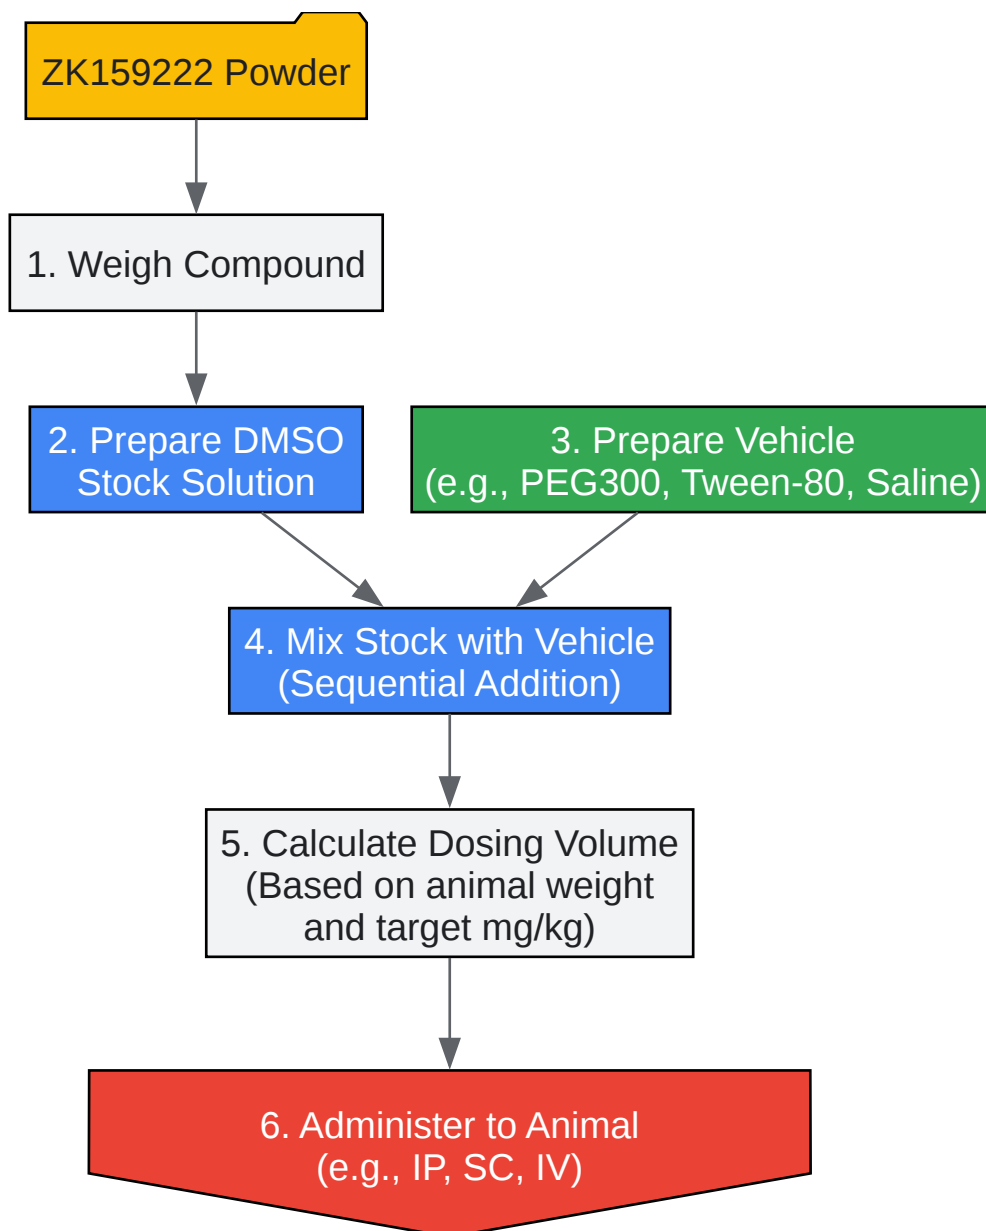 ZK159222 Powder
1. Weigh Compound
2. Prepare DMSO
Stock Solution
3. Prepare Vehicle
(e.g., PEG300, Tween-80, Saline)
4. Mix Stock with Vehicle
(Sequential Addition)
5. Calculate Dosing Volume
(Based on animal weight
and target mg/kg)
6. Administer to Animal
(e.g., IP, SC, IV)